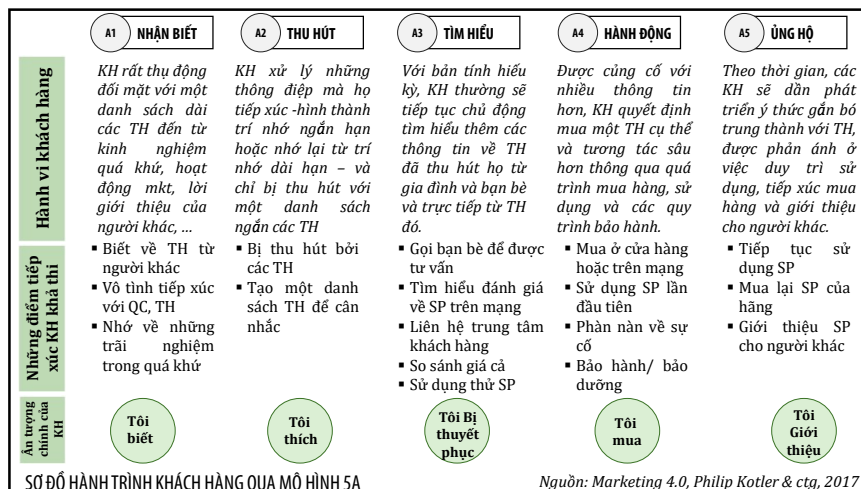 A1 NHẬN BIẾT
A2 THU HÚT
A3 TÌM HIỂU
A4 HÀNH ĐỘNG
A5 ỦNG HỘ
Hành vi khách hàng
KH rất thụ động
đối mặt với một
danh sách dài
các TH đến từ
kinh nghiệm
quá khứ, hoạt
động mkt, lời
giới thiệu của
người khác, ...
KH xử lý những
thông điệp mà họ
tiếp xúc -hình thành
trí nhớ ngắn hạn
hoặc nhớ lại từ trí
nhớ dài hạn – và
chỉ bị thu hút với
một danh sách
ngắn các TH
Với bản tính hiếu
kỳ, KH thường sẽ
tiếp tục chủ động
tìm hiểu thêm các
thông tin về TH
đã thu hút họ từ
gia đình và bạn bè
và trực tiếp từ TH
đó.
Được củng cố với
nhiều thông tin
hơn, KH quyết định
mua một TH cụ thể
và tương tác sâu
hơn thông qua quá
trình mua hàng, sử
dụng và các quy
trình bảo hành.
Theo thời gian, các
KH sẽ dần phát
triển ý thức gắn bó
trung thành với TH,
được phản ánh ở
việc duy trì sử
dụng, tiếp xúc mua
hàng và giới thiệu
cho người khác.
Những điểm tiếp
xúc KH khả thi
▪ Biết về TH từ
người khác
▪ Vô tình tiếp xúc
với QC, TH
▪ Nhớ về những
trãi nghiệm
trong quá khứ
▪ Bị thu hút bởi
các TH
▪ Tạo một danh
sách TH để cân
nhắc
▪ Gọi bạn bè để được
tư vấn
▪ Tìm hiểu đánh giá
về SP trên mạng
▪ Liên hệ trung tâm
khách hàng
▪ So sánh giá cả
▪ Sử dụng thử SP
▪ Mua ở cửa hàng
hoặc trên mạng
▪ Sử dụng SP lần
đầu tiên
▪ Phàn nàn về sự
cố
▪ Bảo hành/ bảo
dưỡng
▪ Tiếp tục sử
dụng SP
▪ Mua lại SP của
hãng
▪ Giới thiệu SP
cho người khác
Ấn tượng
chính của
KH
Tôi
biết
Tôi
thích
Tôi Bị
thuyết
phục
Tôi
mua
Tôi
Giới
thiệu
SƠ ĐỒ HÀNH TRÌNH KHÁCH HÀNG QUA MÔ HÌNH 5A
Nguồn: Marketing 4.0, Philip Kotler & ctg, 2017